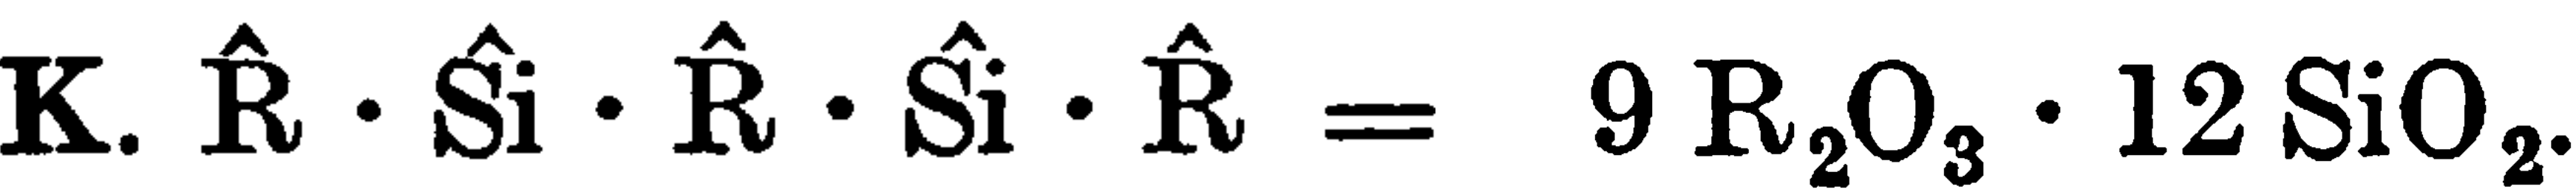 K. R̂ · Ŝi · R̂ · Ŝi · R̂ = 9 R₂O₃ · 12 SiO₂.